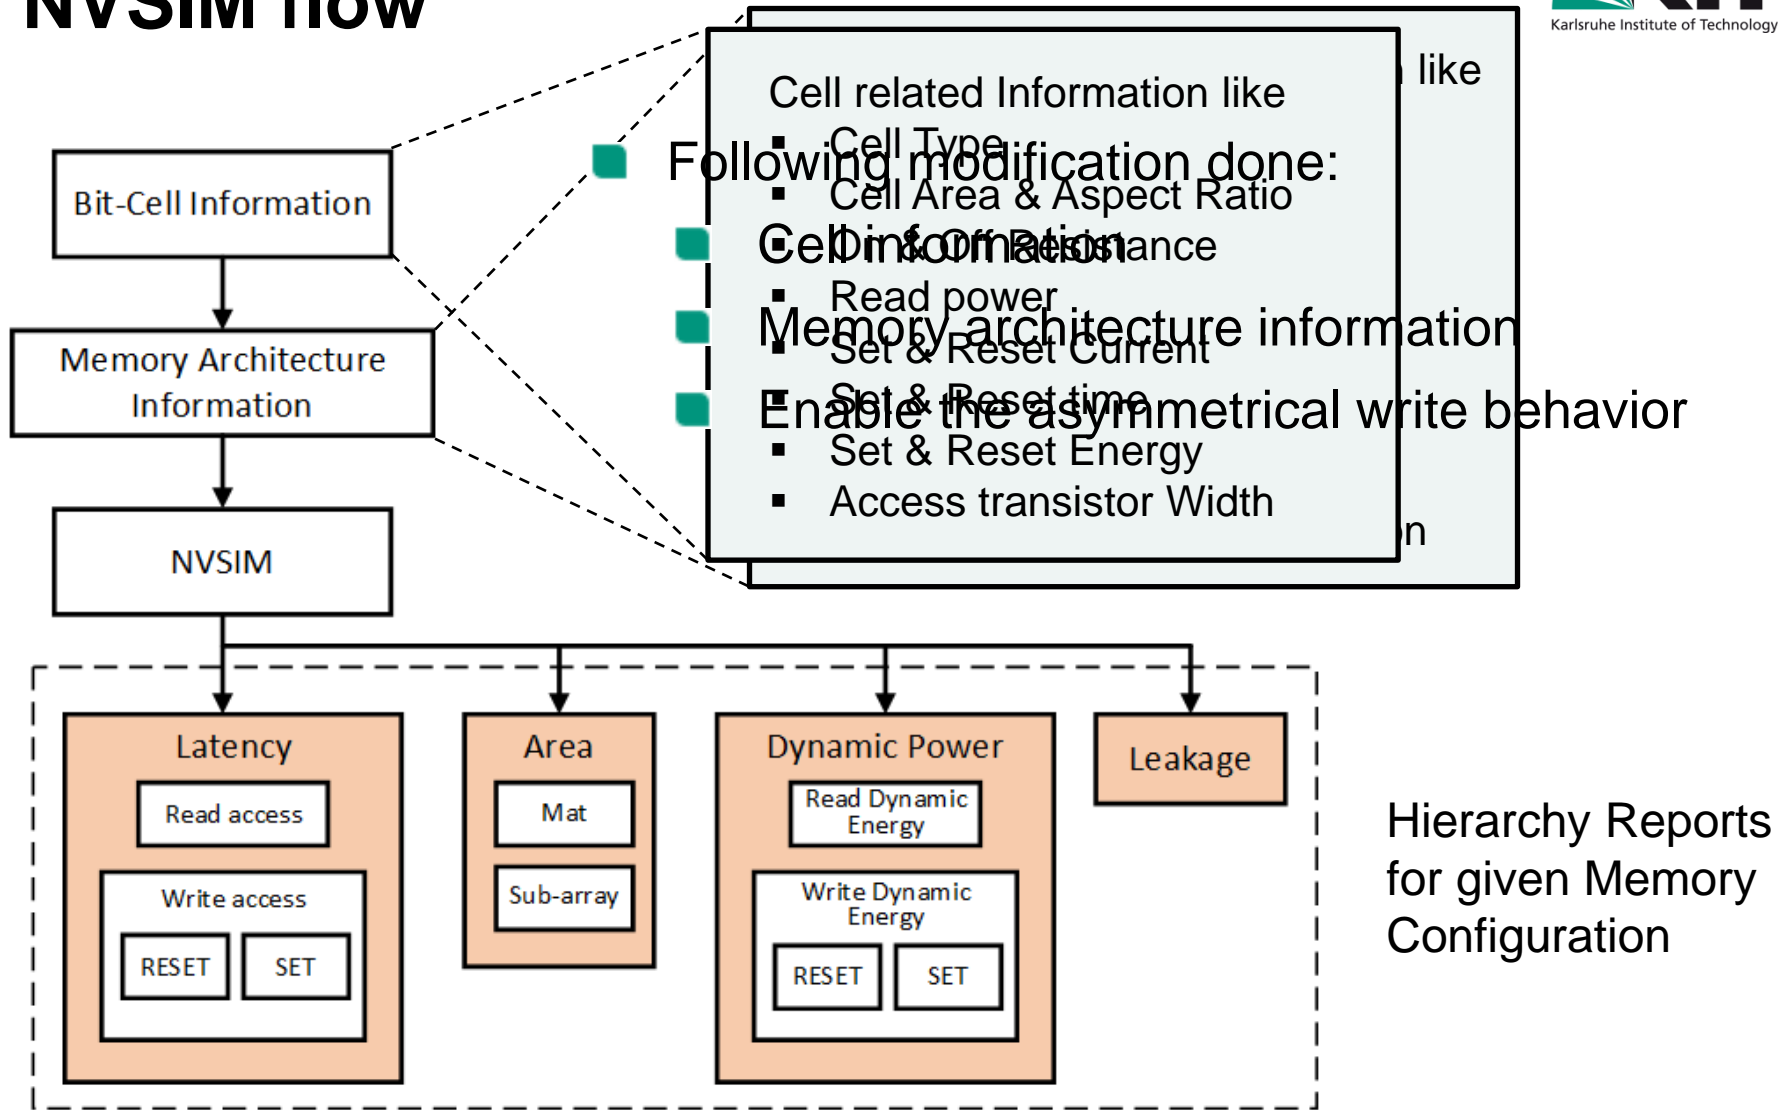 NVSIM flow
Karlsruhe Institute of Technology
like
Cell related Information like
▪ Cell Type
Following modification done:
▪ Cell Area & Aspect Ratio
▪ On & Off Resistance
Cell information
▪ Read power
Memory architecture information
▪ Set & Reset Current
▪ Set & Reset time
Enable the asymmetrical write behavior
▪ Set & Reset Energy
▪ Access transistor Width
Bit-Cell Information
Memory Architecture
Information
NVSIM
Latency
Read access
Write access
RESET
SET
Area
Mat
Sub-array
Dynamic Power
Read Dynamic
Energy
Write Dynamic
Energy
RESET
SET
Leakage
Hierarchy Reports
for given Memory
Configuration